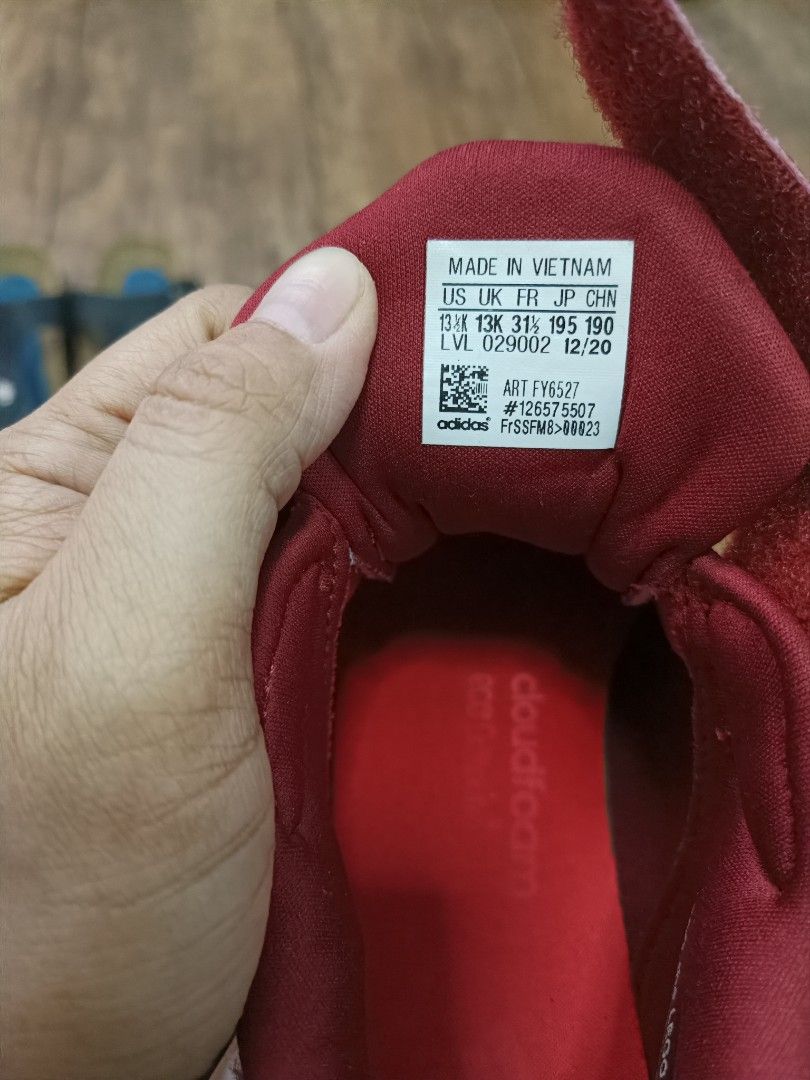 MADE IN VIETNAM
US UK FR JP CHN
13½K 13K 31½ 195 190
LVL 029002 12/20
ART FY6527
#126575507
adidas® FrSSFM8>00023
cloudfoam